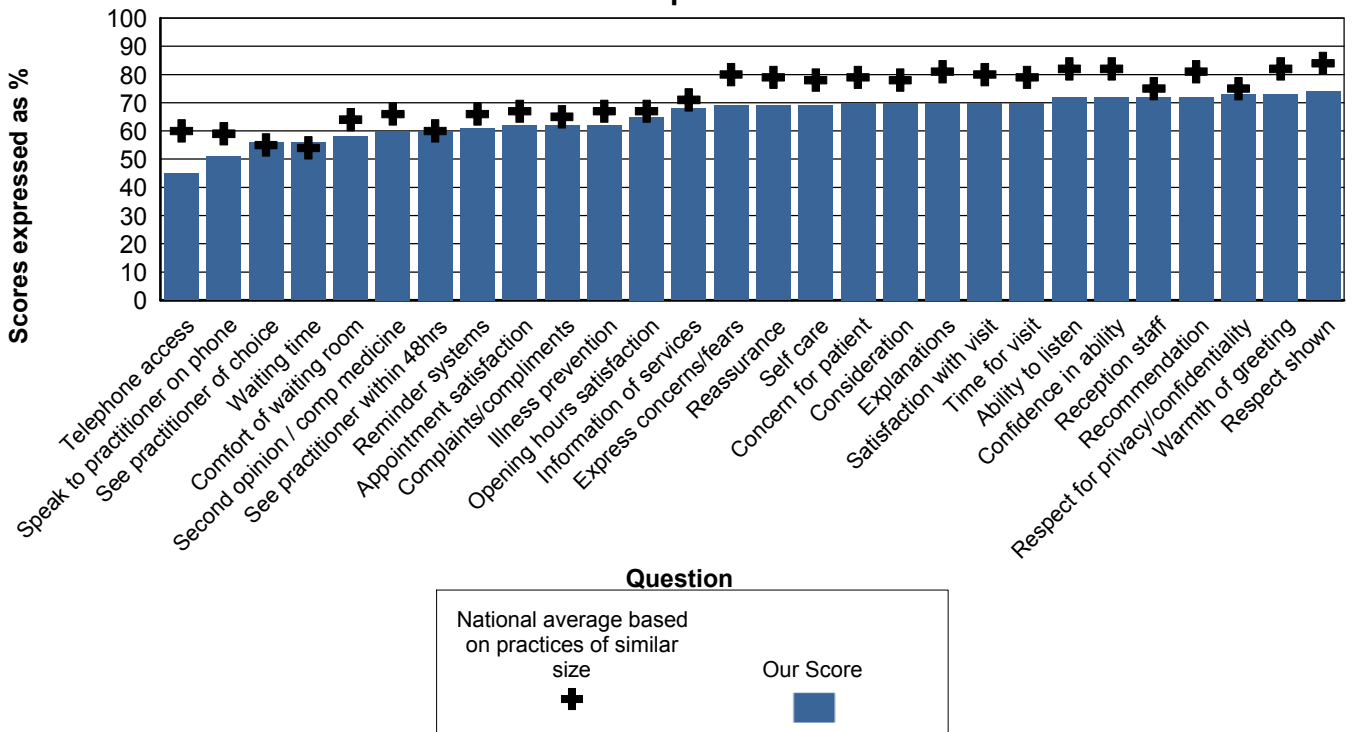 100
90
80
70
60
50
40
30
20
10
0
Scores expressed as %
Telephone access
Speak to practitioner on phone
See practitioner of choice
Waiting time
Comfort of waiting room
Second opinion / comp medicine
See practitioner within 48hrs
Reminder systems
Appointment satisfaction
Complaints/compliments
Illness prevention
Opening hours satisfaction
Information of services
Express concerns/fears
Reassurance
Self care
Concern for patient
Consideration
Explanations
Satisfaction with visit
Time for visit
Ability to listen
Confidence in ability
Reception staff
Recommendation
Respect for privacy/confidentiality
Warmth of greeting
Respect shown
Question
National average based
on practices of similar
size
Our Score